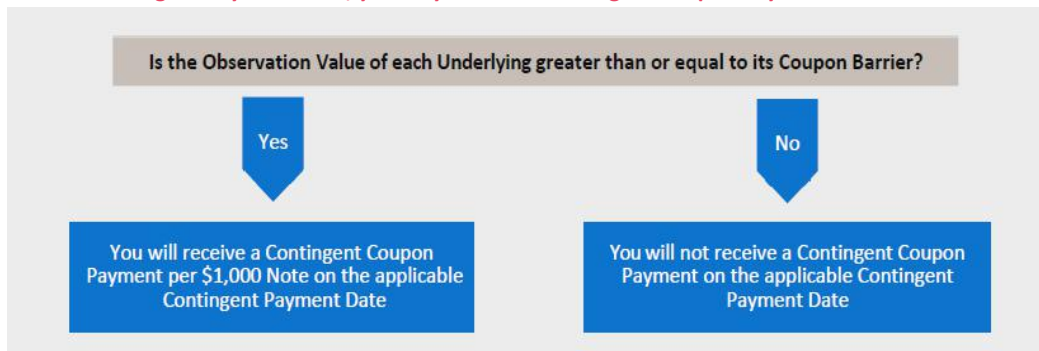 Is the Observation Value of each Underlying greater than or equal to its Coupon Barrier?
Yes
No
You will receive a Contingent Coupon
Payment per $1,000 Note on the applicable
Contingent Payment Date
You will not receive a Contingent Coupon
Payment on the applicable Contingent
Payment Date